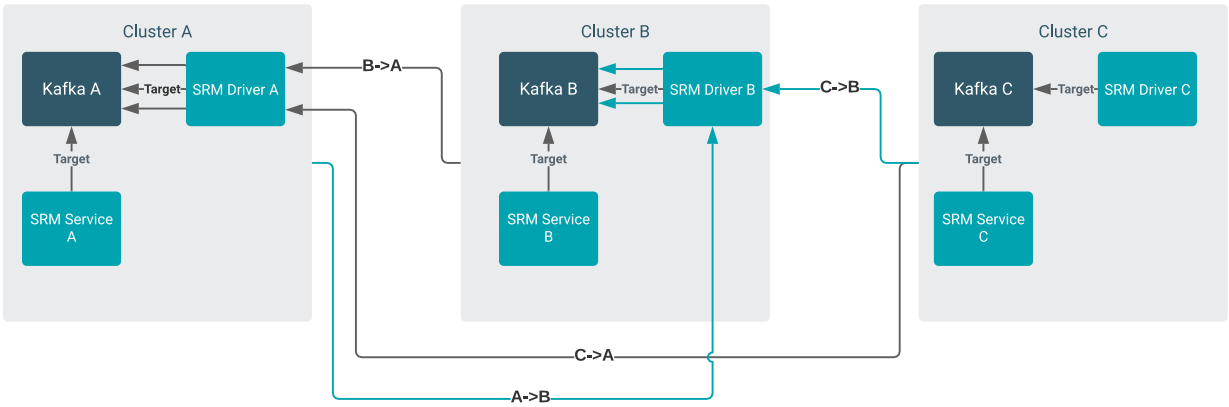 Cluster A
Kafka A
Target
SRM Driver A
Target
SRM Service
A
B->A
Cluster B
Kafka B
Target
SRM Driver B
Target
SRM Service
B
C->B
Cluster C
Kafka C
Target
SRM Driver C
Target
SRM Service
C
C->A
A->B